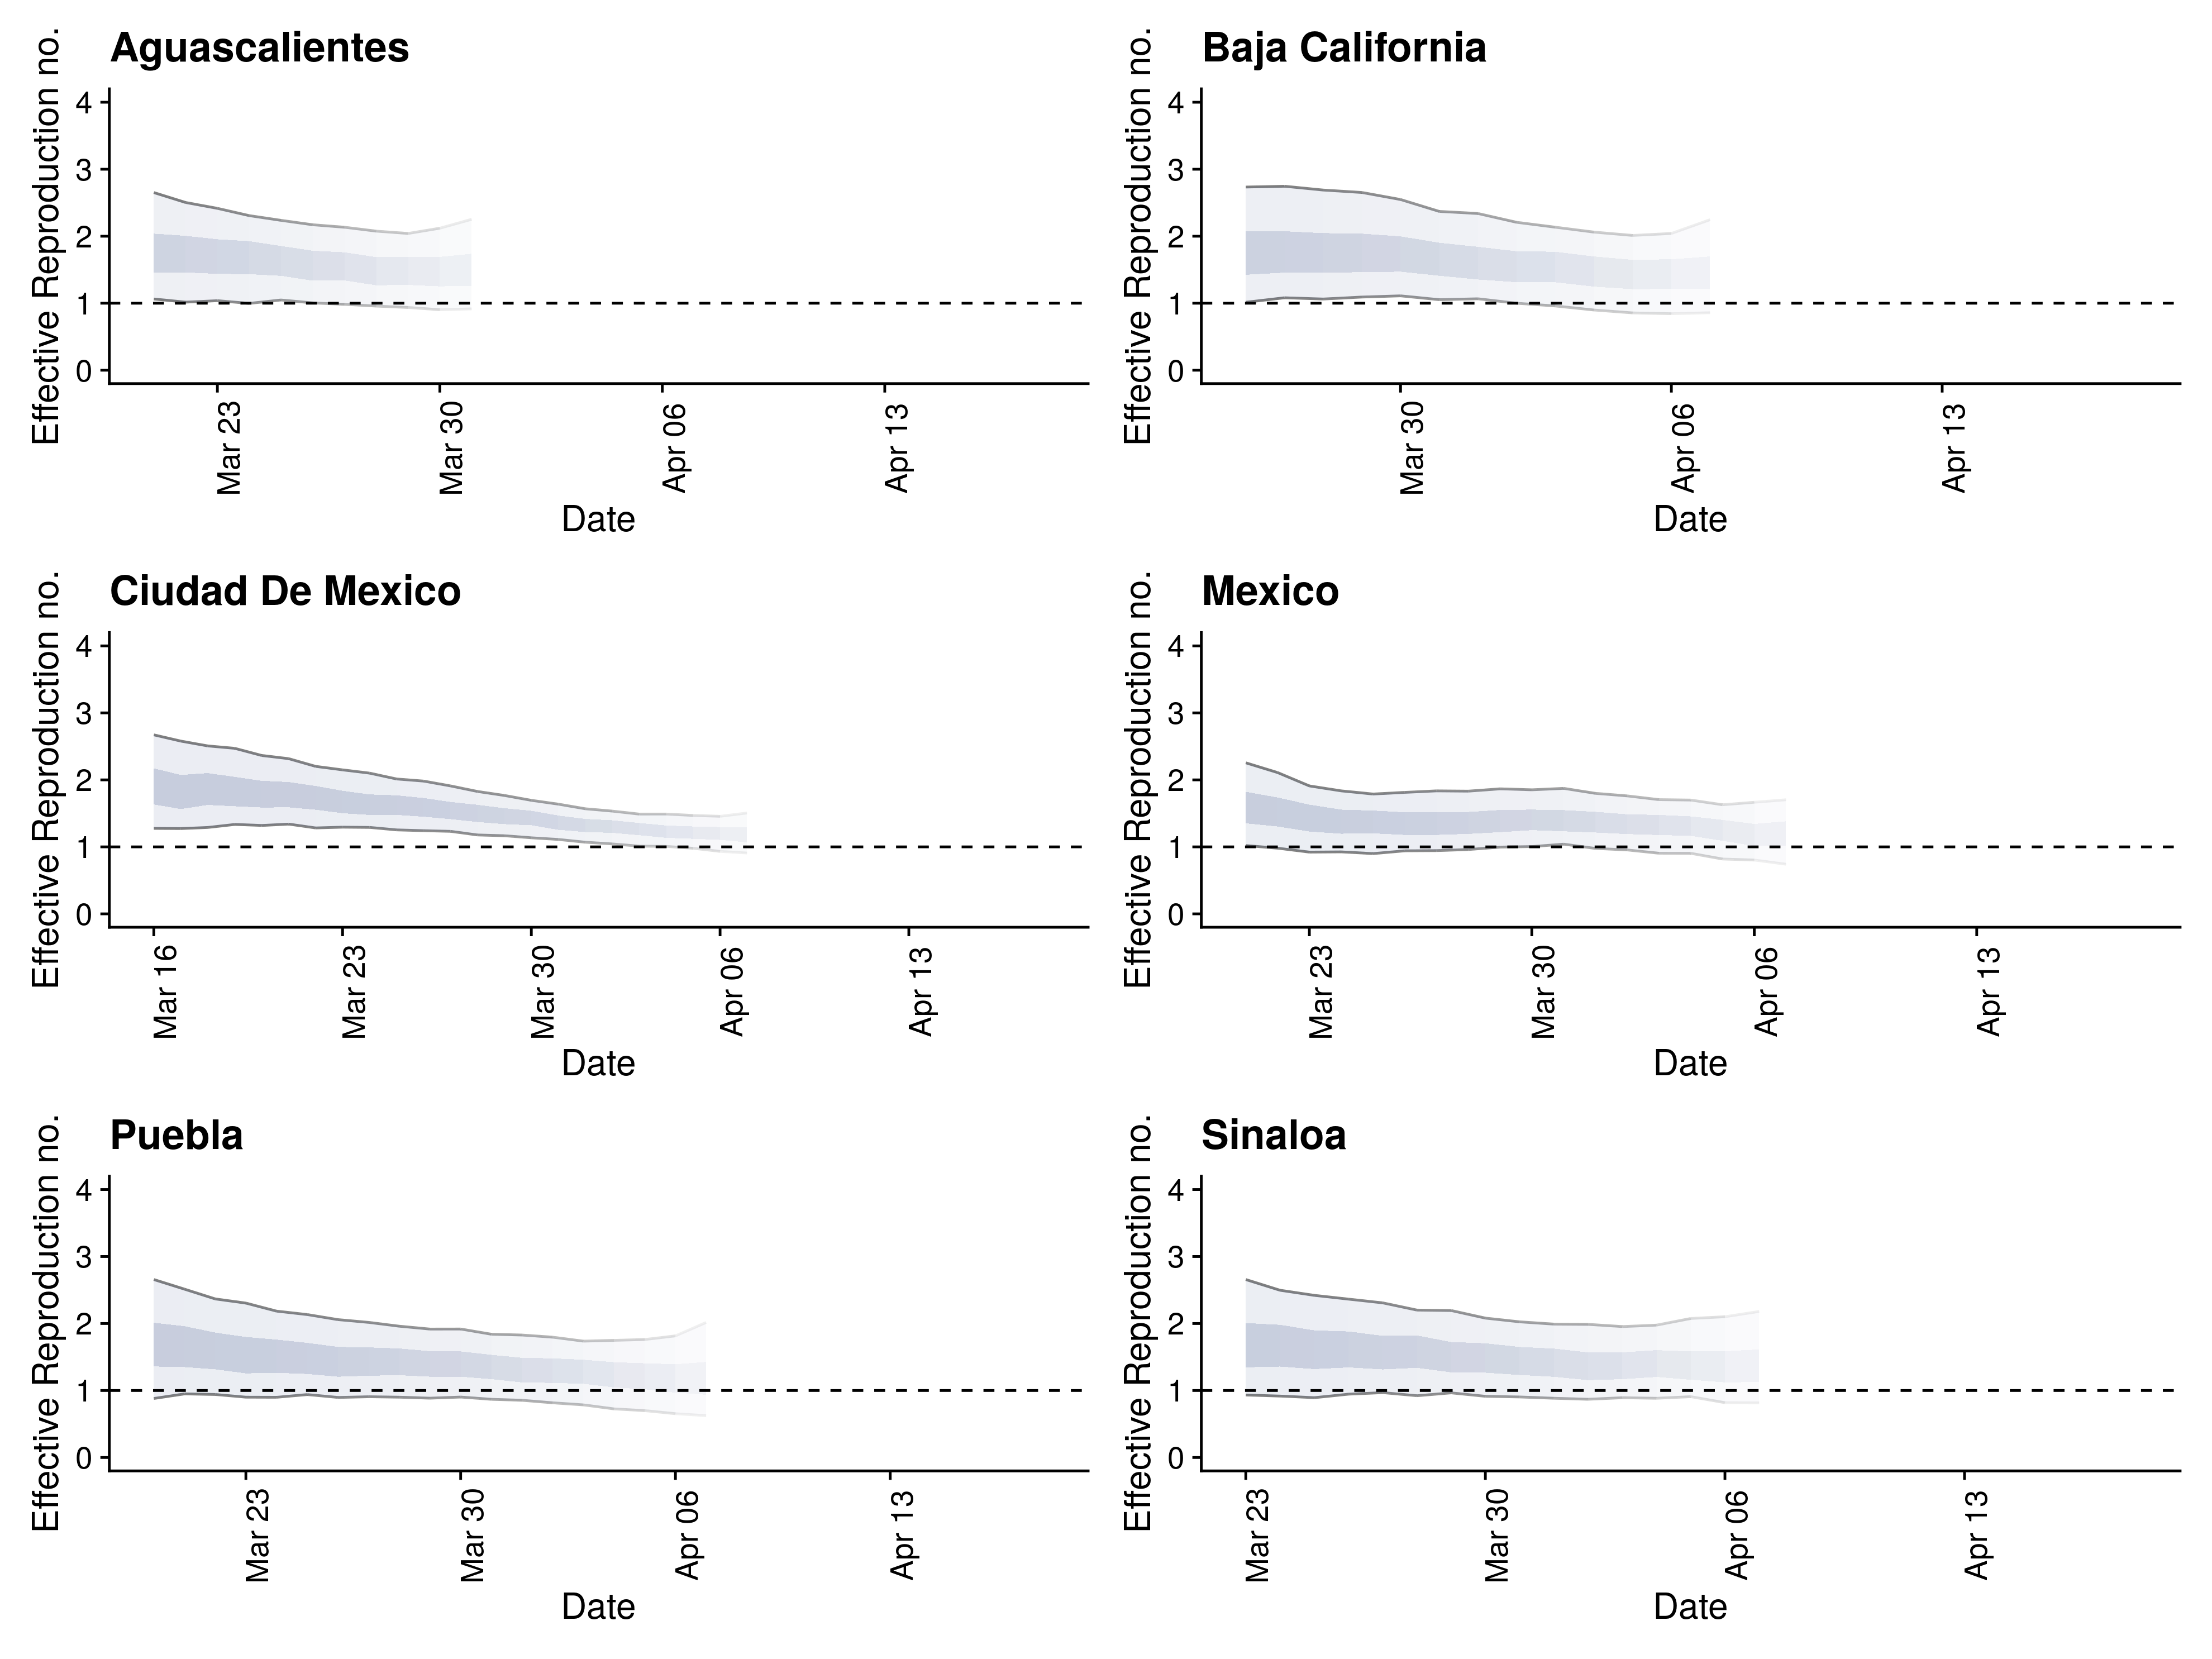 Aguascalientes
Effective Reproduction no.
4
3
2
1
0
Mar 23
Mar 30
Apr 06
Apr 13
Date
Baja California
Effective Reproduction no.
4
3
2
1
0
Mar 30
Apr 06
Apr 13
Date
Ciudad De Mexico
Effective Reproduction no.
4
3
2
1
0
Mar 16
Mar 23
Mar 30
Apr 06
Apr 13
Date
Mexico
Effective Reproduction no.
4
3
2
1
0
Mar 23
Mar 30
Apr 06
Apr 13
Date
Puebla
Effective Reproduction no.
4
3
2
1
0
Mar 23
Mar 30
Apr 06
Apr 13
Date
Sinaloa
Effective Reproduction no.
4
3
2
1
0
Mar 23
Mar 30
Apr 06
Apr 13
Date